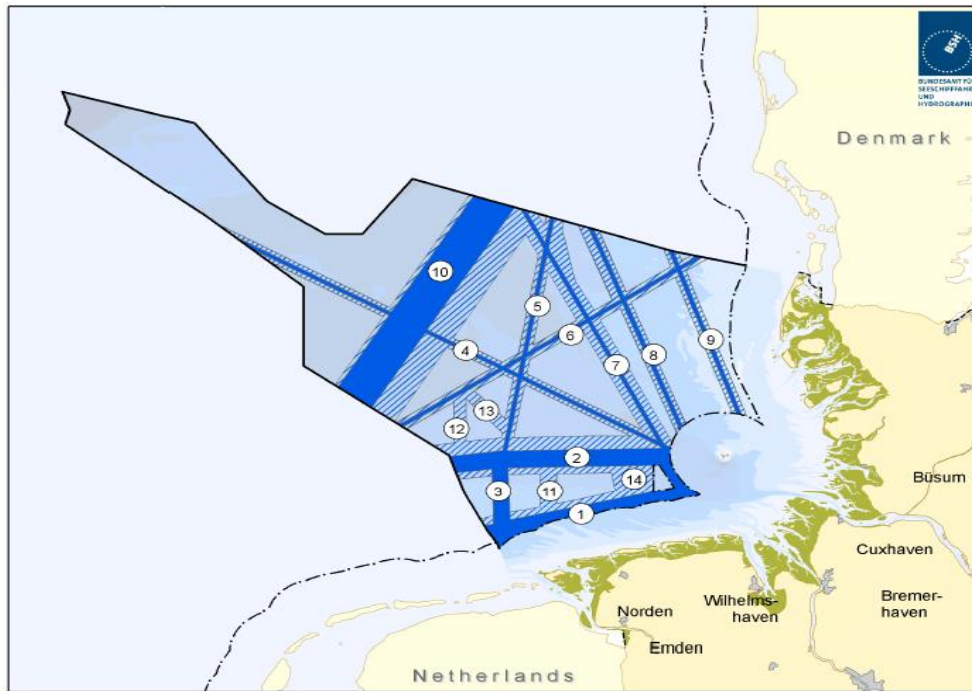 BSH
BUNDESAMT FÜR
SEESCHIFFFAHRT
UND
HYDROGRAPHIE
Denmark
10
5
6
4
7
8
9
13
12
2
3
11
14
1
Büsum
Cuxhaven
Bremer-
haven
Wilhelms-
haven
Norden
Emden
Netherlands